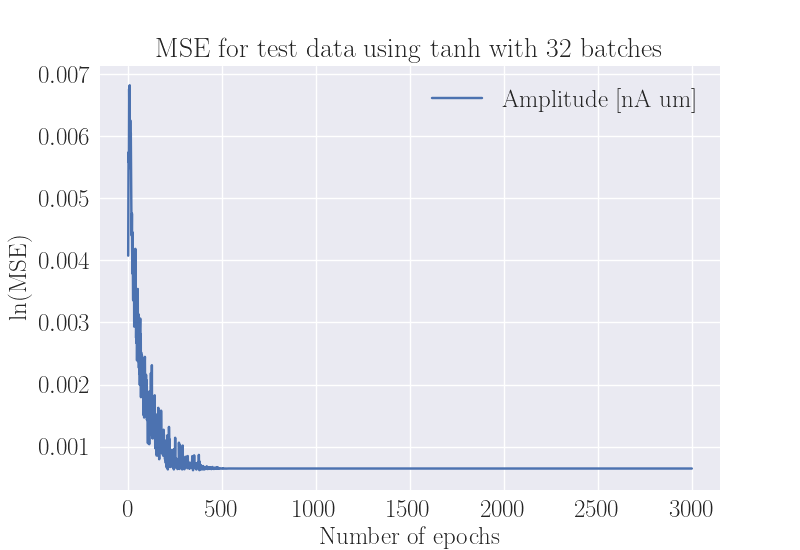 MSE for test data using tanh with 32 batches
Amplitude [nA um]
0.007
0.006
0.005
0.004
0.003
0.002
0.001
ln(MSE)
0 500 1000 1500 2000 2500 3000
Number of epochs